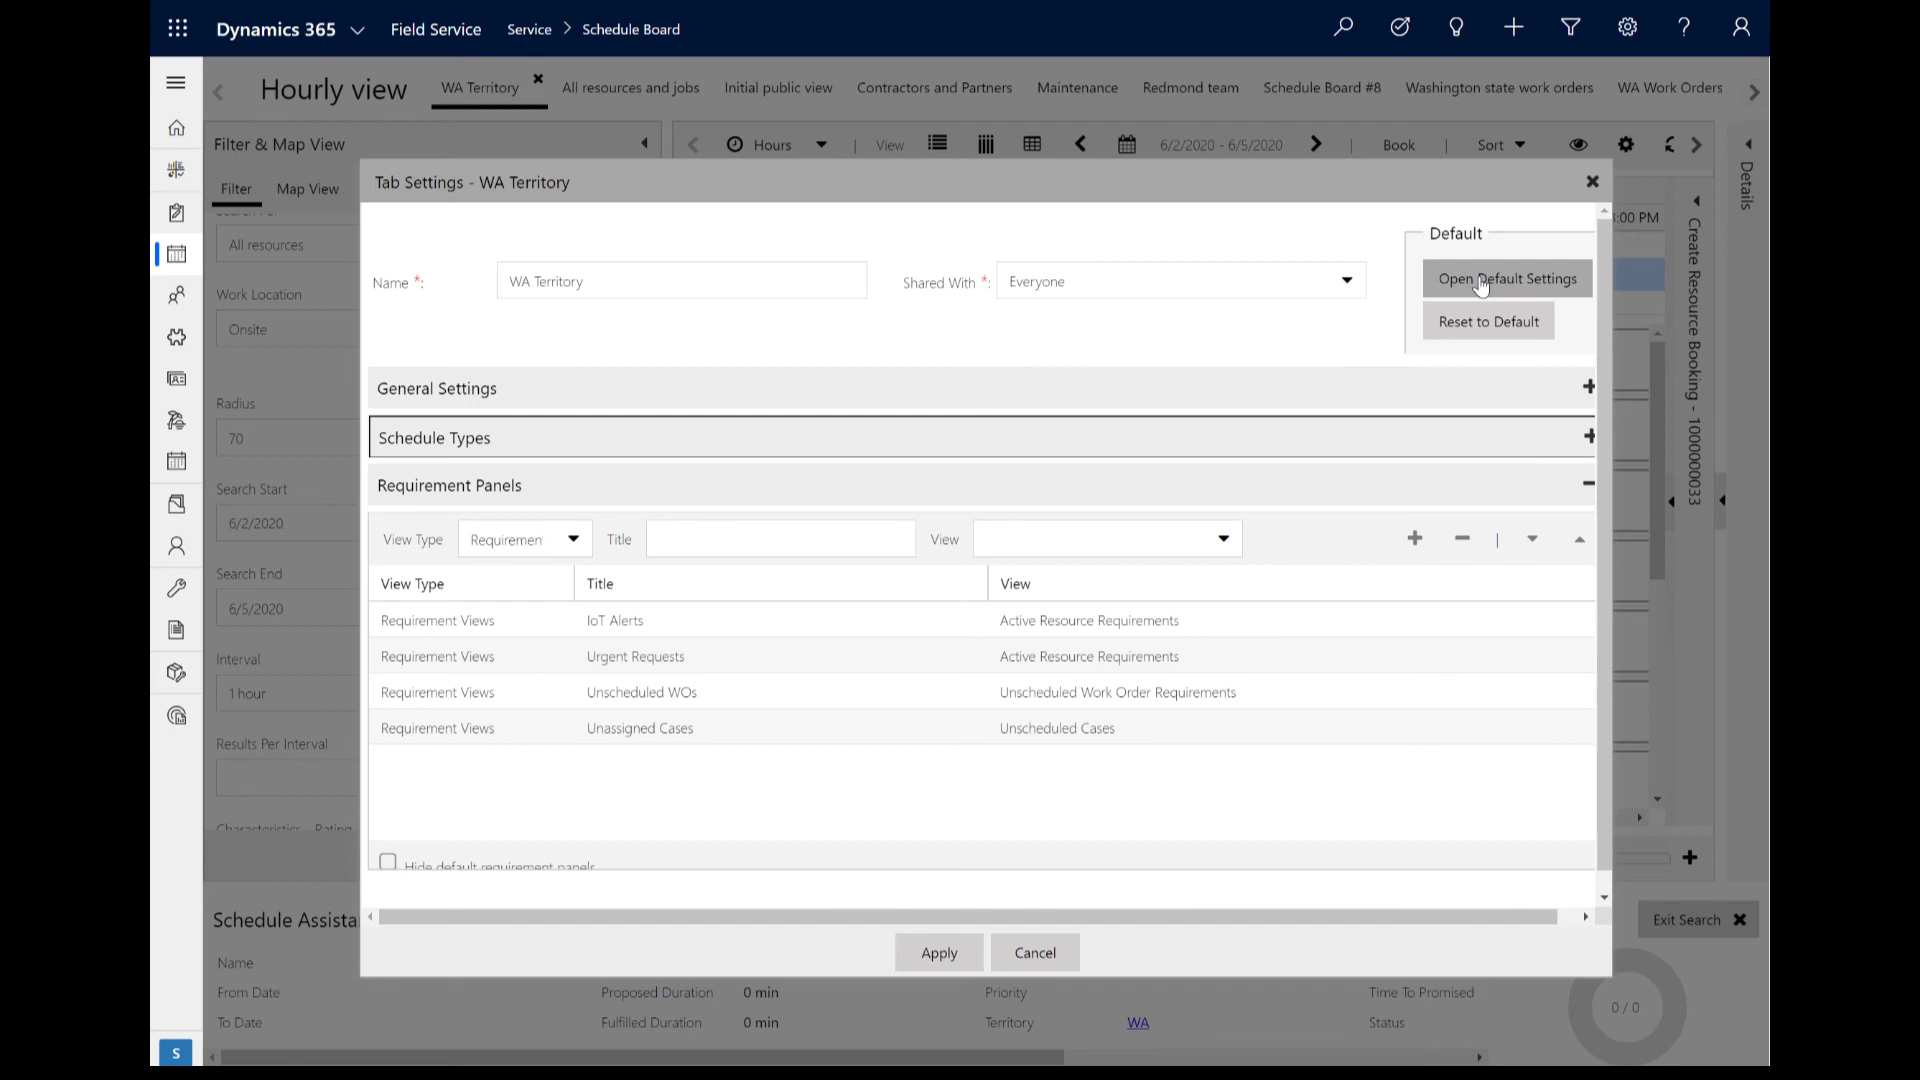 Dynamics 365 Field Service Service > Schedule Board
Hourly view WA Territory All resources and jobs Initial public view Contractors and Partners Maintenance Redmond team Schedule Board #8 Washington state work orders WA Work Orders
Filter & Map View
Hours | View 6/2/2020 - 6/5/2020 | Book | Sort
Details
Filter Map View
Tab Settings - WA Territory
All resources
Work Location
Onsite
Radius
70
Search Start
6/2/2020
Search End
6/5/2020
Interval
1 hour
Results Per Interval
Characteristics Rating
Name *: WA Territory
Shared With *: Everyone
Default
Open Default Settings
Reset to Default
General Settings
Schedule Types
Requirement Panels
View Type Requiremen Title View
View Type Title View
Requirement Views IoT Alerts Active Resource Requirements
Requirement Views Urgent Requests Active Resource Requirements
Requirement Views Unscheduled WOs Unscheduled Work Order Requirements
Requirement Views Unassigned Cases Unscheduled Cases
Hide default requirement panels
Apply Cancel
:00 PM
Create Resource Booking - 1000000033
Schedule Assista
Exit Search
Name
From Date Proposed Duration 0 min Priority Time To Promised
To Date Fulfilled Duration 0 min Territory WA Status
0 / 0
S